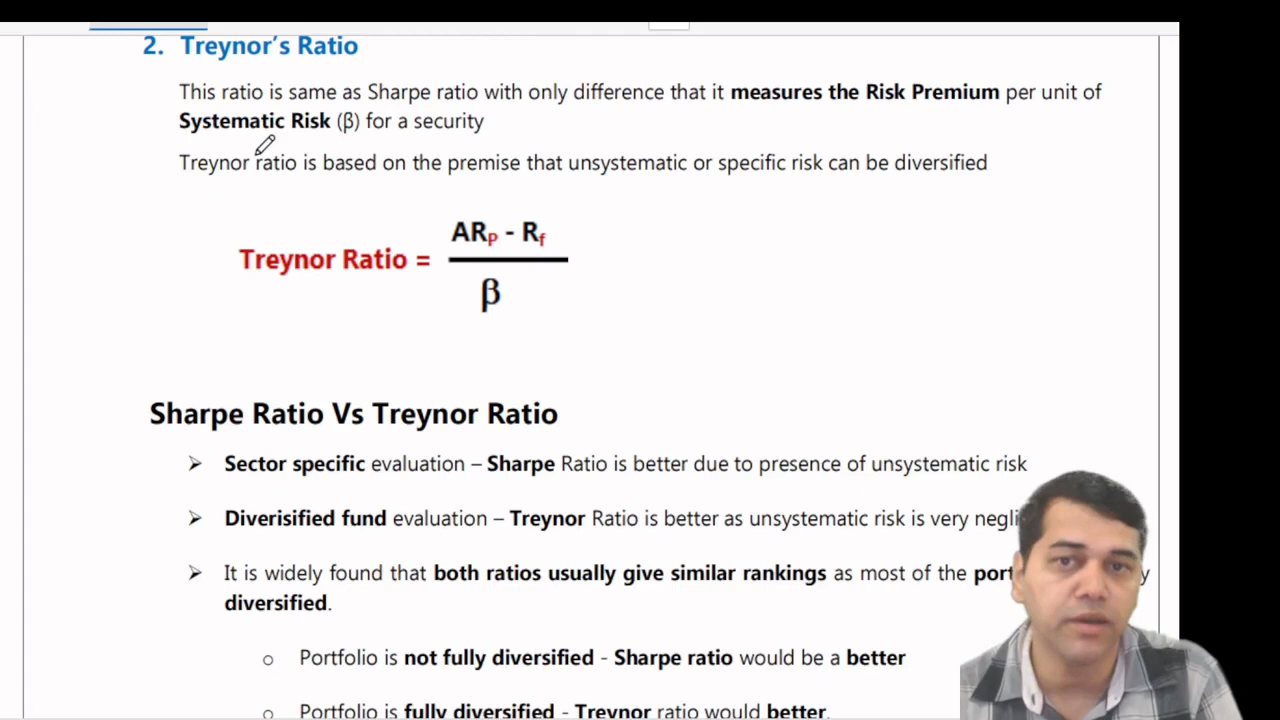 2. Treynor's Ratio
This ratio is same as Sharpe ratio with only difference that it measures the Risk Premium per unit of
Systematic Risk (β) for a security
Treynor ratio is based on the premise that unsystematic or specific risk can be diversified
Treynor Ratio = ARP - Rf
β
Sharpe Ratio Vs Treynor Ratio
➢ Sector specific evaluation – Sharpe Ratio is better due to presence of unsystematic risk
➢ Diverisified fund evaluation – Treynor Ratio is better as unsystematic risk is very
➢ It is widely found that both ratios usually give similar rankings as most of the
diversified.
o Portfolio is not fully diversified - Sharpe ratio would be a better
o Portfolio is fully diversified - Treynor ratio would better.